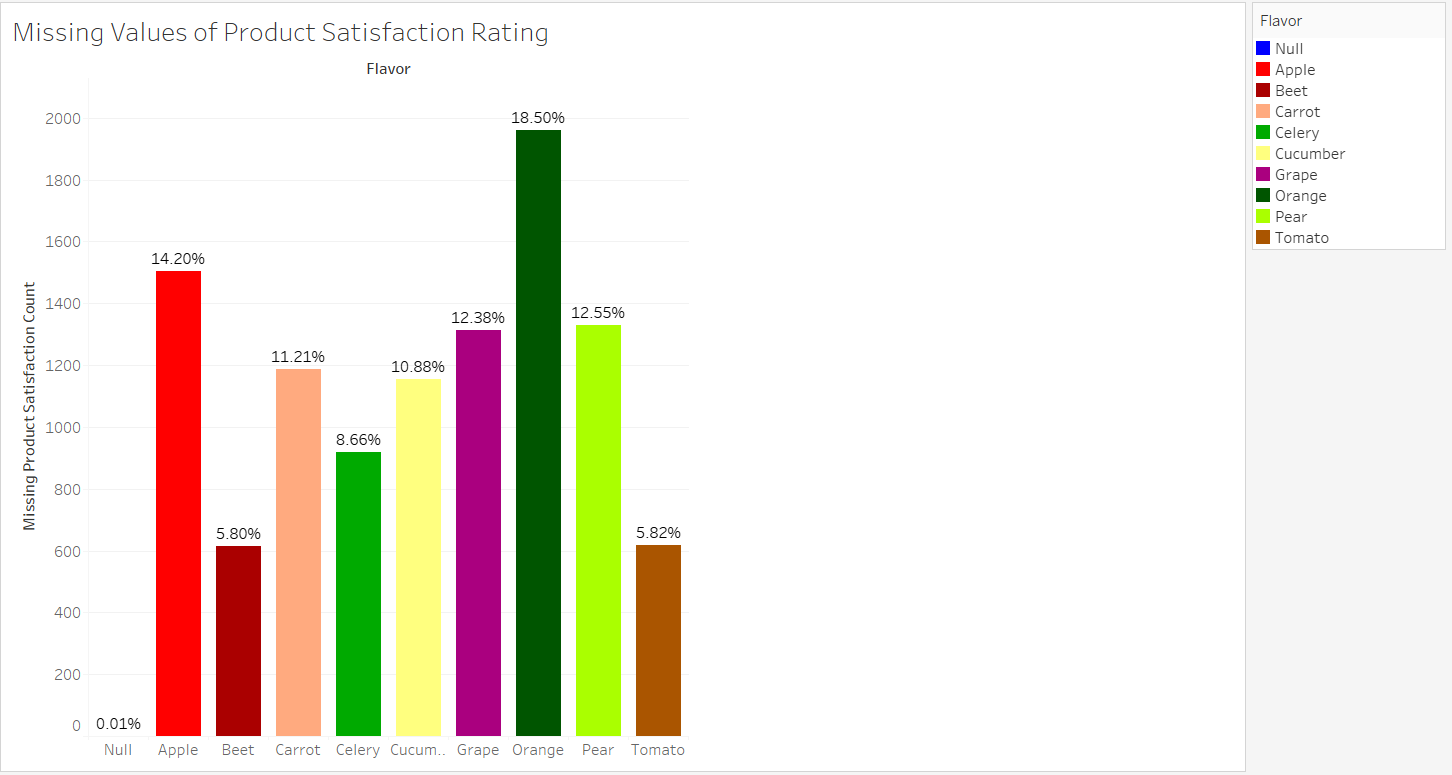 Missing Values of Product Satisfaction Rating
Flavor
Missing Product Satisfaction Count
2000
1800
1600
1400
1200
1000
800
600
400
200
0
0.01%
14.20%
5.80%
11.21%
8.66%
10.88%
12.38%
18.50%
12.55%
5.82%
Null Apple Beet Carrot Celery Cucum.. Grape Orange Pear Tomato
Flavor
Null
Apple
Beet
Carrot
Celery
Cucumber
Grape
Orange
Pear
Tomato